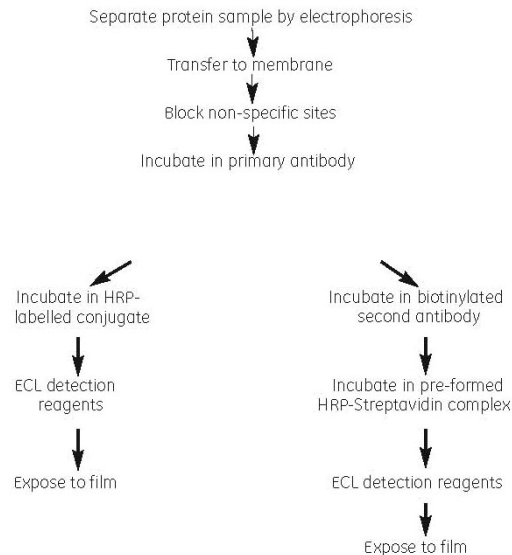 Separate protein sample by electrophoresis
Transfer to membrane
Block non-specific sites
Incubate in primary antibody
Incubate in HRP-
labelled conjugate
ECL detection
reagents
Expose to film
Incubate in biotinylated
second antibody
Incubate in pre-formed
HRP-Streptavidin complex
ECL detection reagents
Expose to film